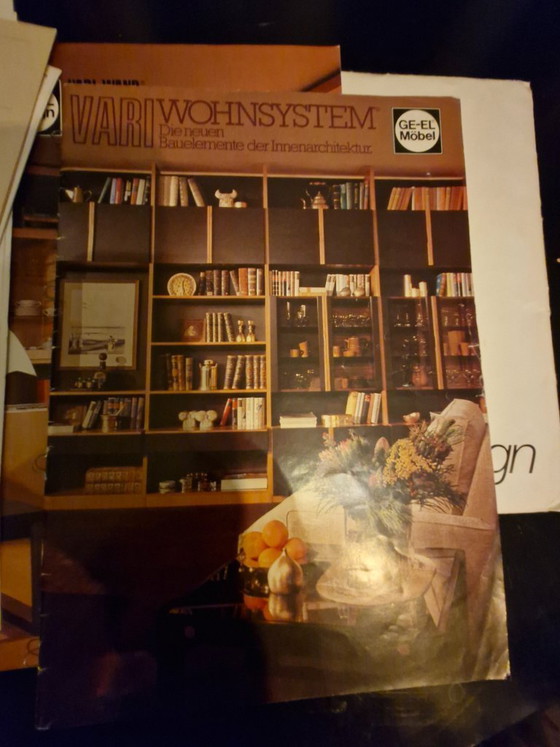 VARI WOHNSYSTEM
Die neuen
Bauelemente der Innenarchitektur.
GE-EL
Möbel
gn